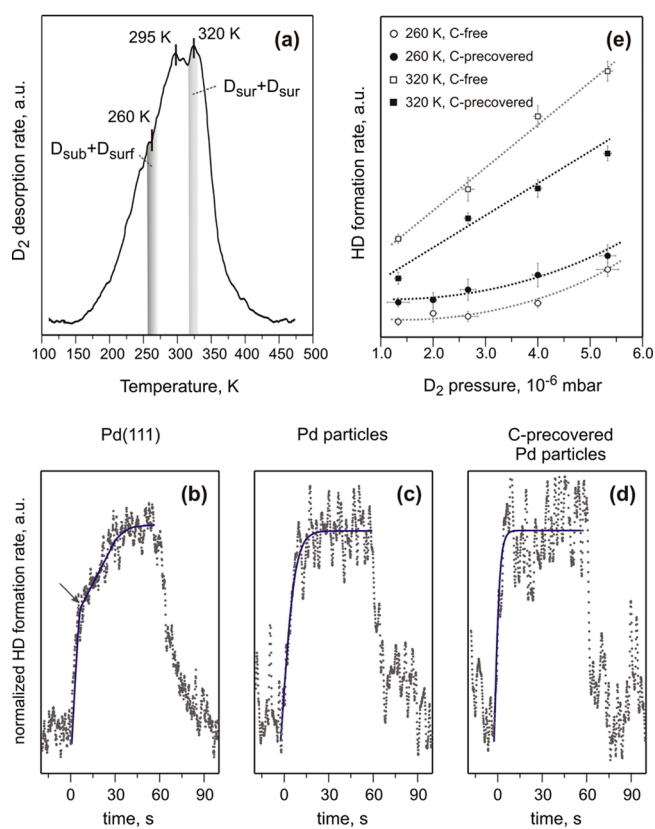 (a)
295 K
320 K
260 K
Dsur+Dsur
Dsub+Dsurf
D2 desorption rate, a.u.
100 150 200 250 300 350 400 450 500
Temperature, K
(e)
260 K, C-free
260 K, C-precovered
320 K, C-free
320 K, C-precovered
HD formation rate, a.u.
1.0 2.0 3.0 4.0 5.0 6.0
D2 pressure, 10-6 mbar
Pd(111)
(b)
normalized HD formation rate, a.u.
0 30 60 90
time, s
Pd particles
(c)
0 30 60 90
time, s
C-precovered
Pd particles
(d)
0 30 60 90
time, s